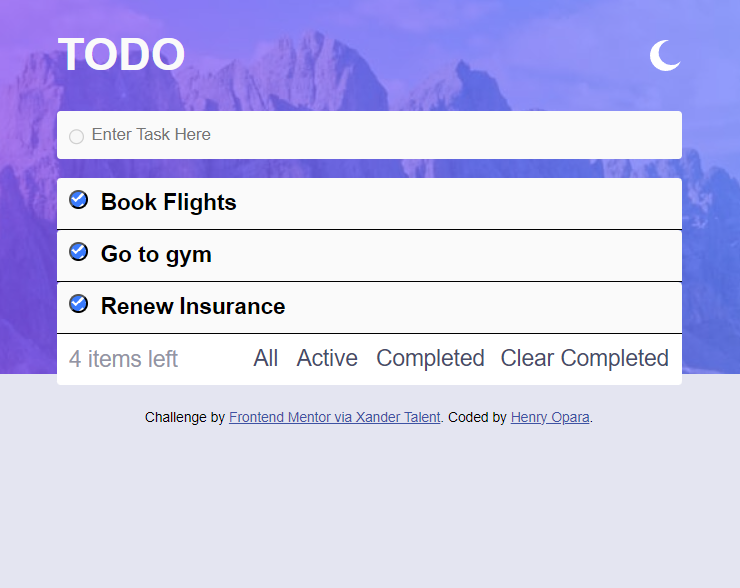 TODO
Enter Task Here
Book Flights
Go to gym
Renew Insurance
4 items left All Active Completed Clear Completed
Challenge by Frontend Mentor via Xander Talent. Coded by Henry Opara.